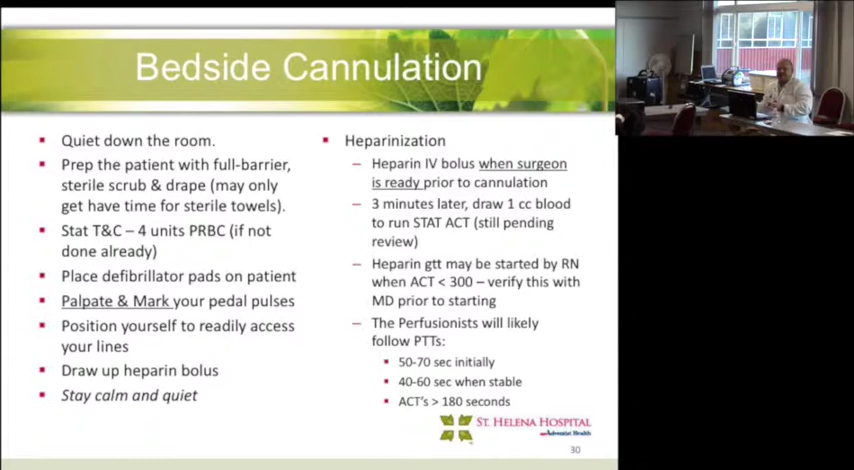 Bedside Cannulation
Quiet down the room.
Prep the patient with full-barrier,
sterile scrub & drape (may only
get have time for sterile towels).
Stat T&C – 4 units PRBC (if not
done already)
Place defibrillator pads on patient
Palpate & Mark your pedal pulses
Position yourself to readily access
your lines
Draw up heparin bolus
Stay calm and quiet
Heparinization
– Heparin IV bolus when surgeon
is ready prior to cannulation
– 3 minutes later, draw 1 cc blood
to run STAT ACT (still pending
review)
– Heparin gtt may be started by RN
when ACT < 300 – verify this with
MD prior to starting
– The Perfusionists will likely
follow PTTs:
50-70 sec initially
40-60 sec when stable
ACT's > 180 seconds
St. Helena Hospital
Adventist Health
30